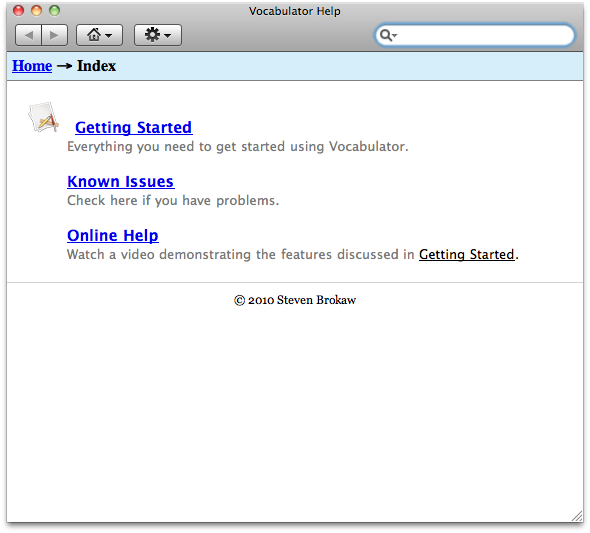 Vocabulator Help
Home → Index
Getting Started
Everything you need to get started using Vocabulator.
Known Issues
Check here if you have problems.
Online Help
Watch a video demonstrating the features discussed in Getting Started.
© 2010 Steven Brokaw